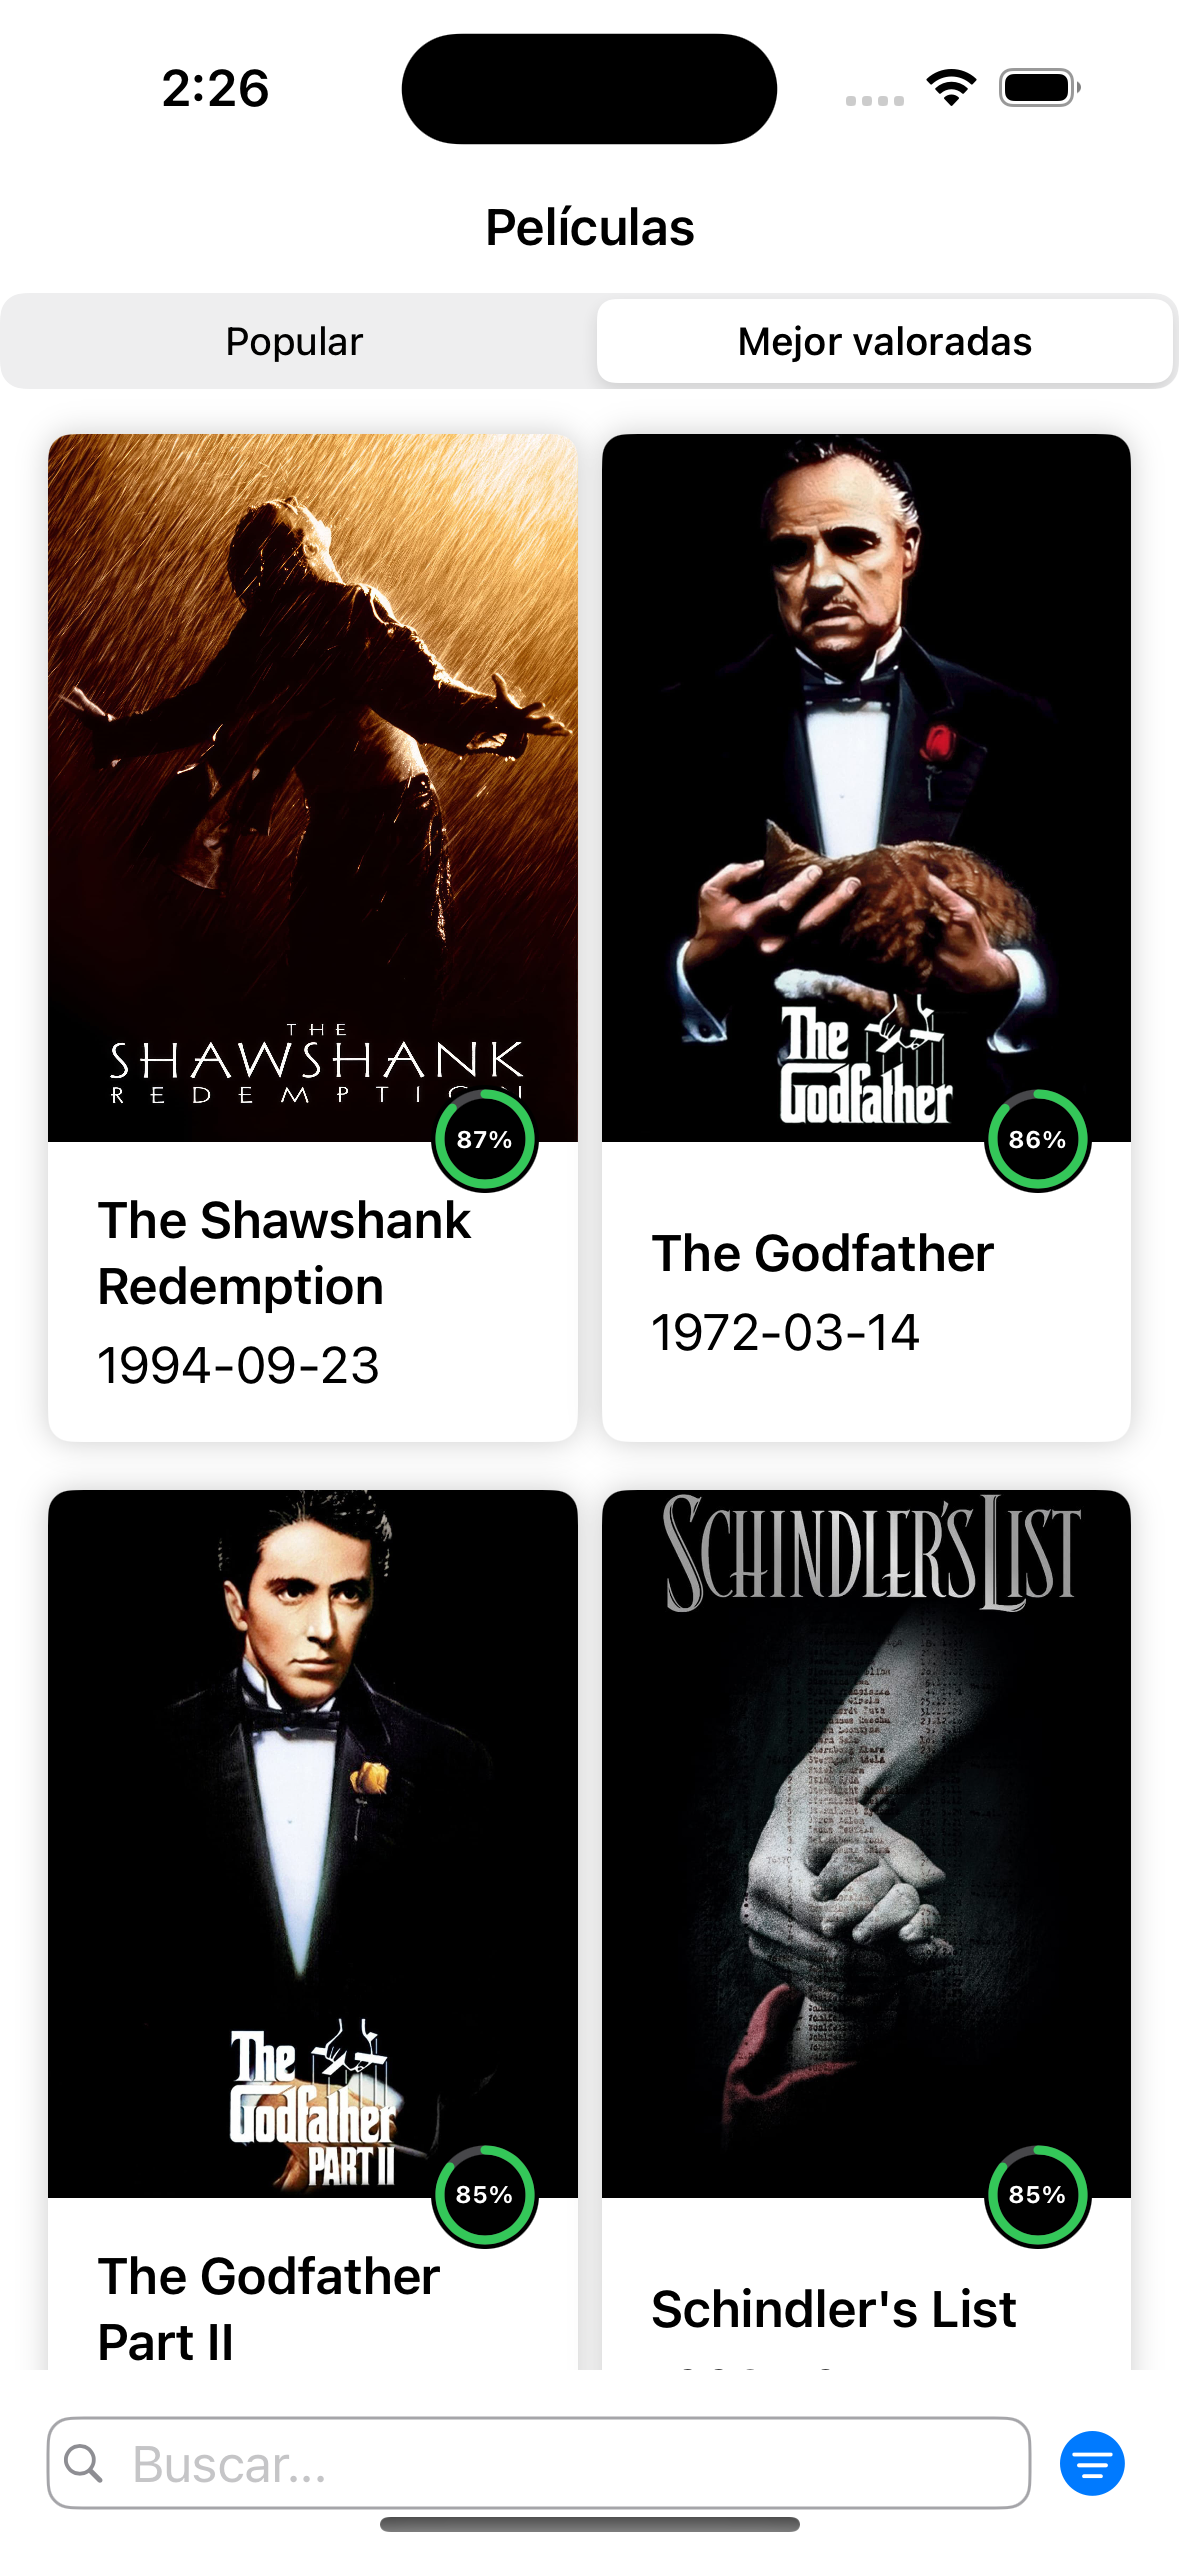 2:26
Películas
Popular
Mejor valoradas
THE
SHAWSHANK
87%
The Shawshank
Redemption
1994-09-23
The
Godfather
86%
The Godfather
1972-03-14
The
Godfather
PART II
85%
The Godfather
Part II
SCHINDLER'S LIST
85%
Schindler's List
Buscar...